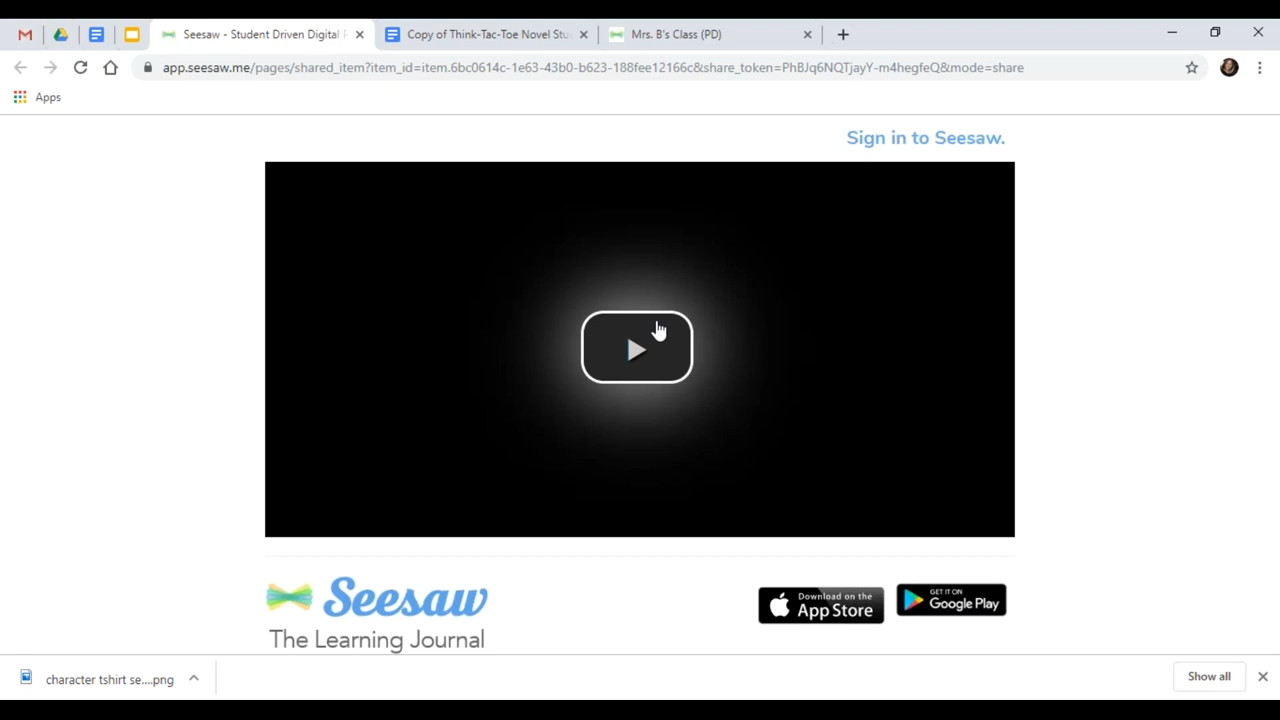 Seesaw - Student Driven Digital
Copy of Think-Tac-Toe Novel Stu
Mrs. B's Class (PD)
app.seesaw.me/pages/shared_item?item_id=item.6bc0614c-1e63-43b0-b623-188fee12166c&share_token=PhBJq6NQTjayY-m4hegfeQ&mode=share
Apps
Sign in to Seesaw.
Seesaw
The Learning Journal
Download on the
App Store
GET IT ON
Google Play
character tshirt se....png
Show all